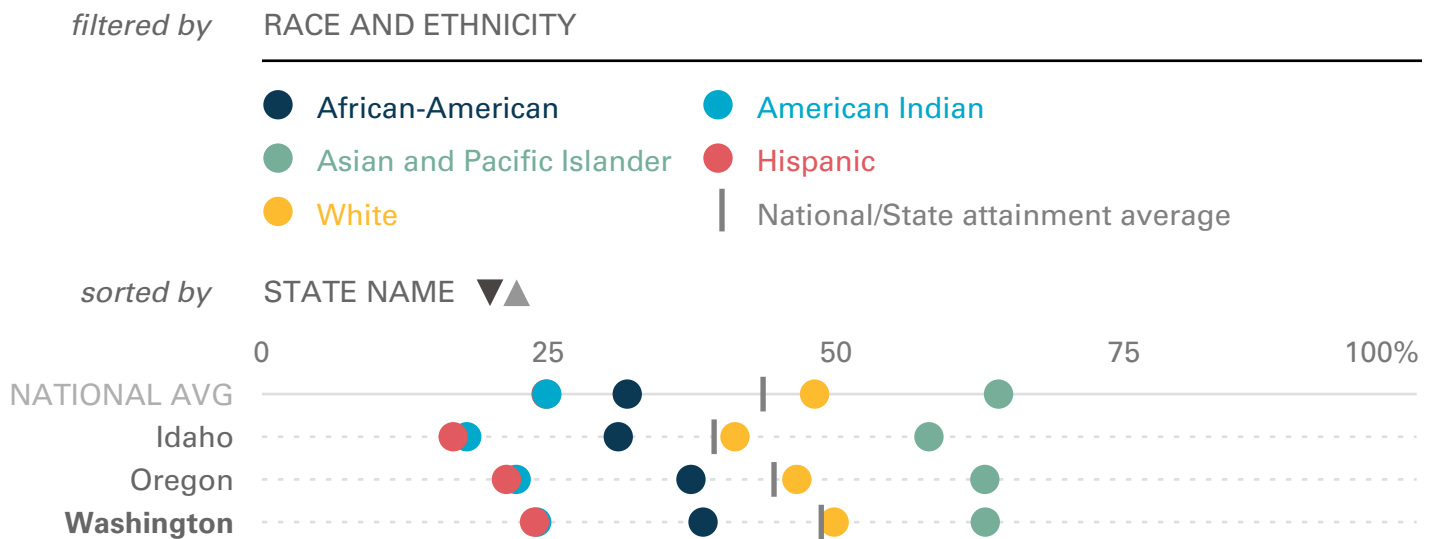 filtered by RACE AND ETHNICITY
African-American American Indian
Asian and Pacific Islander Hispanic
White National/State attainment average
sorted by STATE NAME ▼▲
0 25 50 75 100%
NATIONAL AVG
Idaho
Oregon
Washington